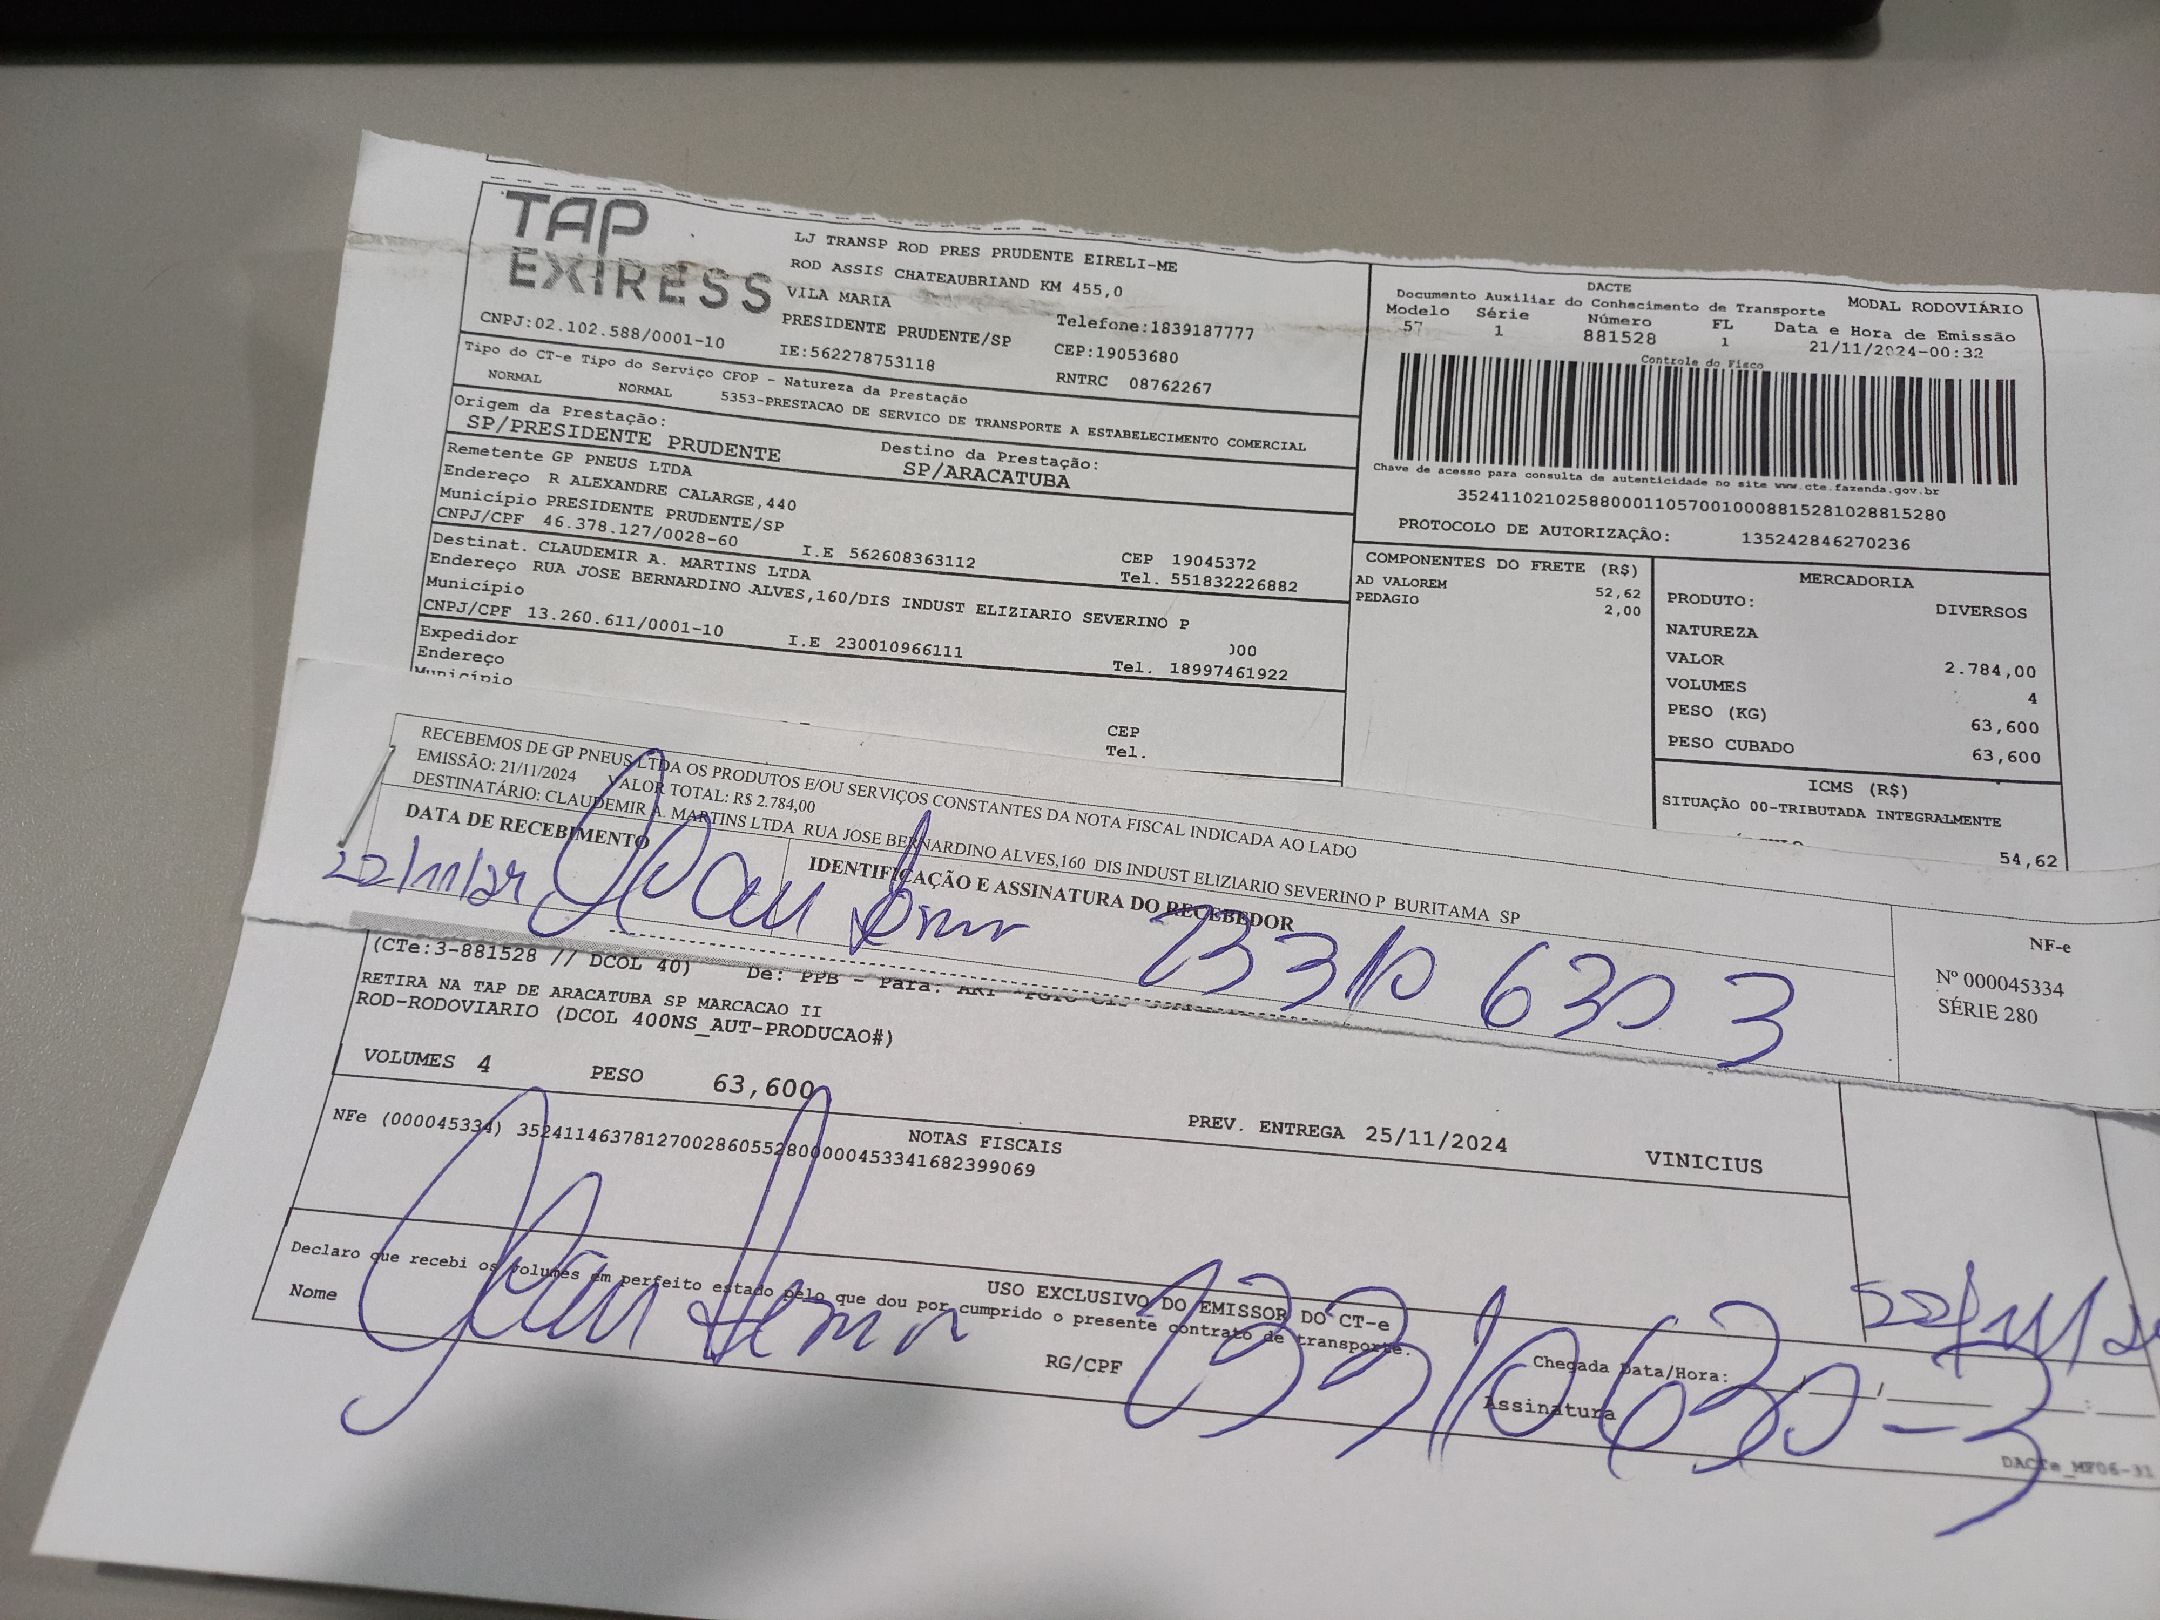 TAP
EXPRESS
LJ TRANSP ROD PRES PRUDENTE EIRELI-ME
ROD ASSIS CHATEAUBRIAND KM 455,0
VILA MARIA
PRESIDENTE PRUDENTE/SP Telefone:1839187777
CNPJ:02.102.588/0001-10 IE:562278753118 CEP:19053680
RNTRC 08762267
Tipo do CT-e Tipo do Serviço CFOP - Natureza da Prestação
NORMAL NORMAL 5353-PRESTACAO DE SERVICO DE TRANSPORTE A ESTABELECIMENTO COMERCIAL
Origem da Prestação: Destino da Prestação:
SP/PRESIDENTE PRUDENTE SP/ARACATUBA
Remetente GP PNEUS LTDA
Endereço R ALEXANDRE CALARGE,440
Município PRESIDENTE PRUDENTE/SP CEP 19045372
CNPJ/CPF 46.378.127/0028-60 I.E 562608363112 Tel. 551832226882
Destinat. CLAUDEMIR A. MARTINS LTDA
Endereço RUA JOSE BERNARDINO ALVES,160/DIS INDUST ELIZIARIO SEVERINO P
Município 000
CNPJ/CPF 13.260.611/0001-10 I.E 230010966111 Tel. 18997461922
Expedidor
Endereço
Município CEP
Tel.
DACTE
Documento Auxiliar do Conhecimento de Transporte MODAL RODOVIÁRIO
Modelo Série Número FL Data e Hora de Emissão
57 1 881528 1 21/11/2024-00:32
Controle do Fisco
Chave de acesso para consulta de autenticidade no site www.cte.fazenda.gov.br
35241102102588000110570010008815281028815280
PROTOCOLO DE AUTORIZAÇÃO: 135242846270236
COMPONENTES DO FRETE (R$)
AD VALOREM 52,62
PEDAGIO 2,00
MERCADORIA
PRODUTO: DIVERSOS
NATUREZA
VALOR 2.784,00
VOLUMES 4
PESO (KG) 63,600
PESO CUBADO 63,600
ICMS (R$)
SITUAÇÃO 00-TRIBUTADA INTEGRALMENTE
54,62
RECEBEMOS DE GP PNEUS LTDA OS PRODUTOS E/OU SERVIÇOS CONSTANTES DA NOTA FISCAL INDICADA AO LADO
EMISSÃO: 21/11/2024 VALOR TOTAL: R$ 2.784,00
DESTINATÁRIO: CLAUDEMIR A. MARTINS LTDA RUA JOSE BERNARDINO ALVES,160 DIS INDUST ELIZIARIO SEVERINO P BURITAMA SP
DATA DE RECEBIMENTO IDENTIFICAÇÃO E ASSINATURA DO RECEBEDOR
22/11/24 23310630 3
NF-e
Nº 000045334
SÉRIE 280
(CTe:3-881528 // DCOL 40) De: PPB - Para:
RETIRA NA TAP DE ARACATUBA SP MARCACAO II
ROD-RODOVIARIO (DCOL 400NS_AUT-PRODUCAO#)
VOLUMES 4 PESO 63,600 PREV. ENTREGA 25/11/2024 VINICIUS
NOTAS FISCAIS
NFe (000045334) 35241146378127002860552800000453341682399069
USO EXCLUSIVO DO EMISSOR DO CT-e
Declaro que recebi os volumes em perfeito estado pelo que dou por cumprido o presente contrato de transporte.
Nome RG/CPF Chegada Data/Hora:
Assinatura
23310630-3
DACTe_MF06-31